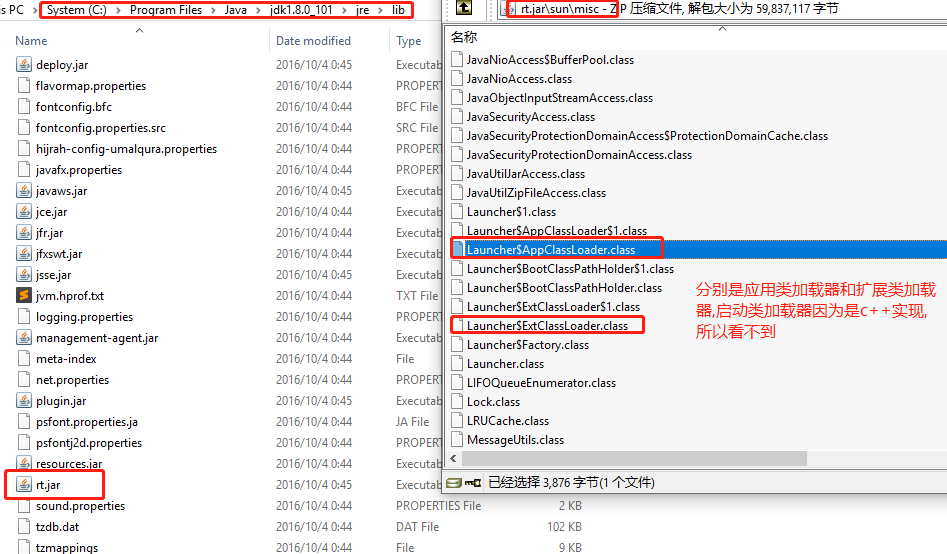 is PC > System (C:) > Program Files > Java > jdk1.8.0_101 > jre > lib
Name
Type
deploy.jar 2016/10/4 0:45 Executab
flavormap.properties 2016/10/4 0:44 PROPERT
fontconfig.bfc 2016/10/4 0:44 BFC File
fontconfig.properties.src 2016/10/4 0:44 SRC File
hijrah-config-umalqura.properties 2016/10/4 0:44 PROPERT
javafx.properties 2016/10/4 0:44 PROPERT
javaws.jar 2016/10/4 0:45 Executab
jce.jar 2016/10/4 0:44 Executab
jfr.jar 2016/10/4 0:44 Executab
jfxswt.jar 2016/10/4 0:44 Executab
jsse.jar 2016/10/4 0:45 Executab
jvm.hprof.txt 2016/10/4 0:44 TXT File
logging.properties 2016/10/4 0:44 PROPERT
management-agent.jar 2016/10/4 0:44 Executab
meta-index 2016/10/4 0:44 File
net.properties 2016/10/4 0:44 PROPERT
plugin.jar 2016/10/4 0:45 Executab
psfont.properties.ja 2016/10/4 0:44 JA File
psfontj2d.properties 2016/10/4 0:44 PROPERT
resources.jar 2016/10/4 0:45 Executab
rt.jar 2016/10/4 0:45 Executab
sound.properties 2016/10/4 0:44 PROPERTIES File 2 KB
tzdb.dat 2016/10/4 0:44 DAT File 102 KB
tzmappings 2016/10/4 0:44 File 9 KB
rt.jar\sun\misc - ZIP 压缩文件, 解包大小为 59,837,117 字节
名称
JavaNioAccess$BufferPool.class
JavaNioAccess.class
JavaObjectInputStreamAccess.class
JavaSecurityAccess.class
JavaSecurityProtectionDomainAccess$ProtectionDomainCache.class
JavaSecurityProtectionDomainAccess.class
JavaUtilJarAccess.class
JavaUtilZipFileAccess.class
Launcher$1.class
Launcher$AppClassLoader$1.class
Launcher$AppClassLoader.class
Launcher$BootClassPathHolder$1.class
Launcher$BootClassPathHolder.class
Launcher$ExtClassLoader$1.class
Launcher$ExtClassLoader.class
Launcher$Factory.class
Launcher.class
LIFOQueueEnumerator.class
Lock.class
LRUCache.class
MessageUtils.class
分别是应用类加载器和扩展类加载
器,启动类加载器因为是c++实现,
所以看不到
已经选择 3,876 字节(1 个文件)